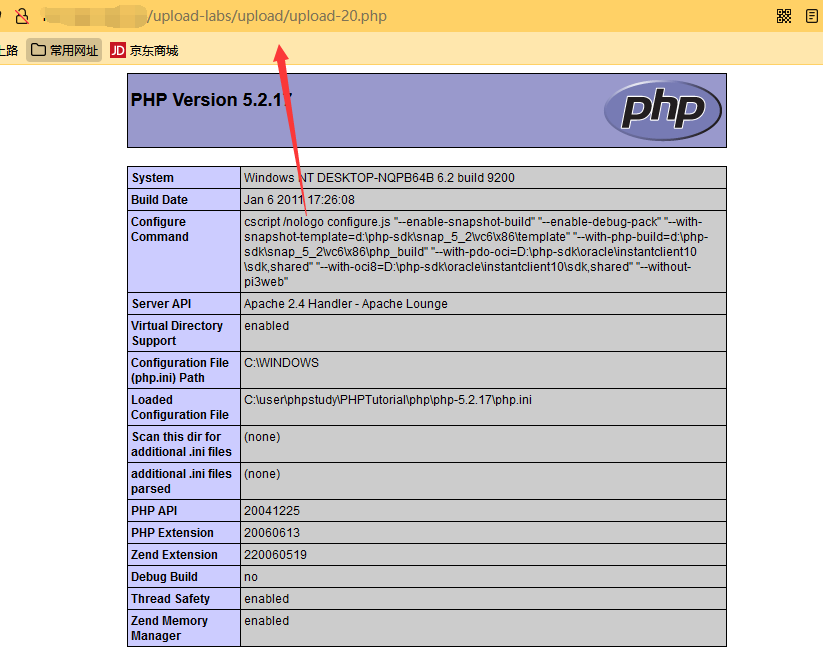 /upload-labs/upload/upload-20.php
上路 常用网址 JD 京东商城
PHP Version 5.2.17
php
System Windows NT DESKTOP-NQPB64B 6.2 build 9200
Build Date Jan 6 2011 17:26:08
Configure Command cscript /nologo configure.js "--enable-snapshot-build" "--enable-debug-pack" "--with-
snapshot-template=d:\php-sdk\snap_5_2\vc6\x86\template" "--with-php-build=d:\php-
sdk\snap_5_2\vc6\x86\php_build" "--with-pdo-oci=D:\php-sdk\oracle\instantclient10
\sdk,shared" "--with-oci8=D:\php-sdk\oracle\instantclient10\sdk,shared" "--without-
pi3web"
Server API Apache 2.4 Handler - Apache Lounge
Virtual Directory Support enabled
Configuration File (php.ini) Path C:\WINDOWS
Loaded Configuration File C:\user\phpstudy\PHPTutorial\php\php-5.2.17\php.ini
Scan this dir for additional .ini files (none)
additional .ini files parsed (none)
PHP API 20041225
PHP Extension 20060613
Zend Extension 220060519
Debug Build no
Thread Safety enabled
Zend Memory Manager enabled